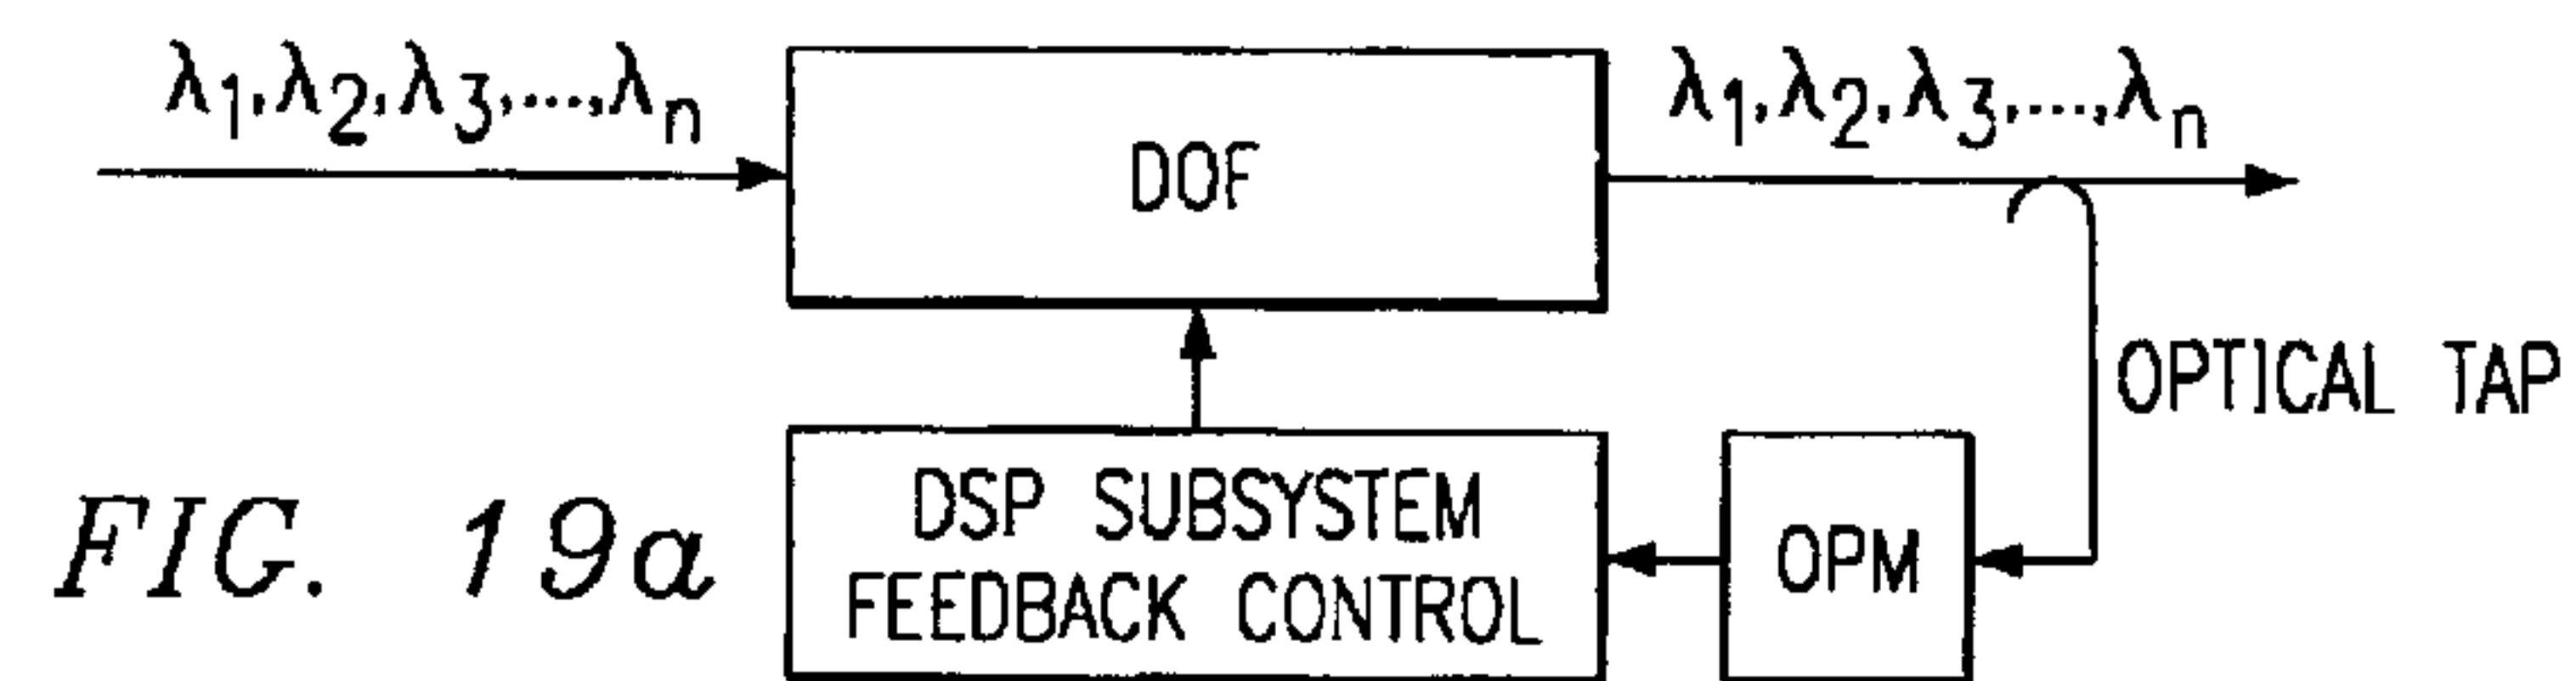 λ1,λ2,λ3,...,λn
λ1,λ2,λ3,...,λn
DOF
OPTICAL TAP
DSP SUBSYSTEM
FEEDBACK CONTROL
OPM
FIG. 19a